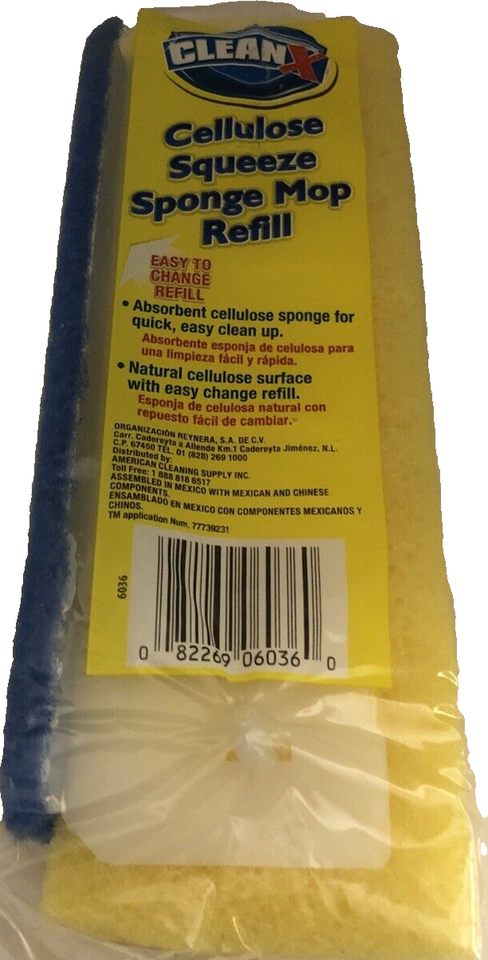 CLEANX
Cellulose
Squeeze
Sponge Mop
Refill
EASY TO
CHANGE
REFILL
• Absorbent cellulose sponge for
quick, easy clean up.
Absorbente esponja de celulosa para
una limpieza fácil y rápida.
• Natural cellulose surface
with easy change refill.
Esponja de celulosa natural con
repuesto fácil de cambiar.
ORGANIZACIÓN REYNERA, S.A. DE C.V.
Carr. Cadereyta a Allende Km.1 Cadereyta Jiménez, N.L.
C.P. 67450 TEL. 01 (828) 269 1000
Distributed by:
AMERICAN CLEANING SUPPLY INC.
Toll Free: 1 888 818 6517
ASSEMBLED IN MEXICO WITH MEXICAN AND CHINESE
COMPONENTS.
ENSAMBLADO EN MEXICO CON COMPONENTES MEXICANOS Y
CHINOS.
TM application Num. 77739231
6036
0 82269 06036 0